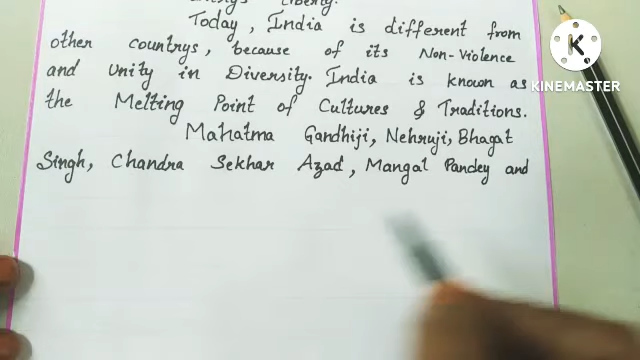 Liberty.
Today, India is different from
other countrys, because of its Non-Violence
and Unity in Diversity. India is known as
the Melting Point of Cultures & Traditions.
Mahatma Gandhiji, Nehruji, Bhagat
Singh, Chandra Sekhar Azad, Mangal Pandey and
K
KINEMASTER